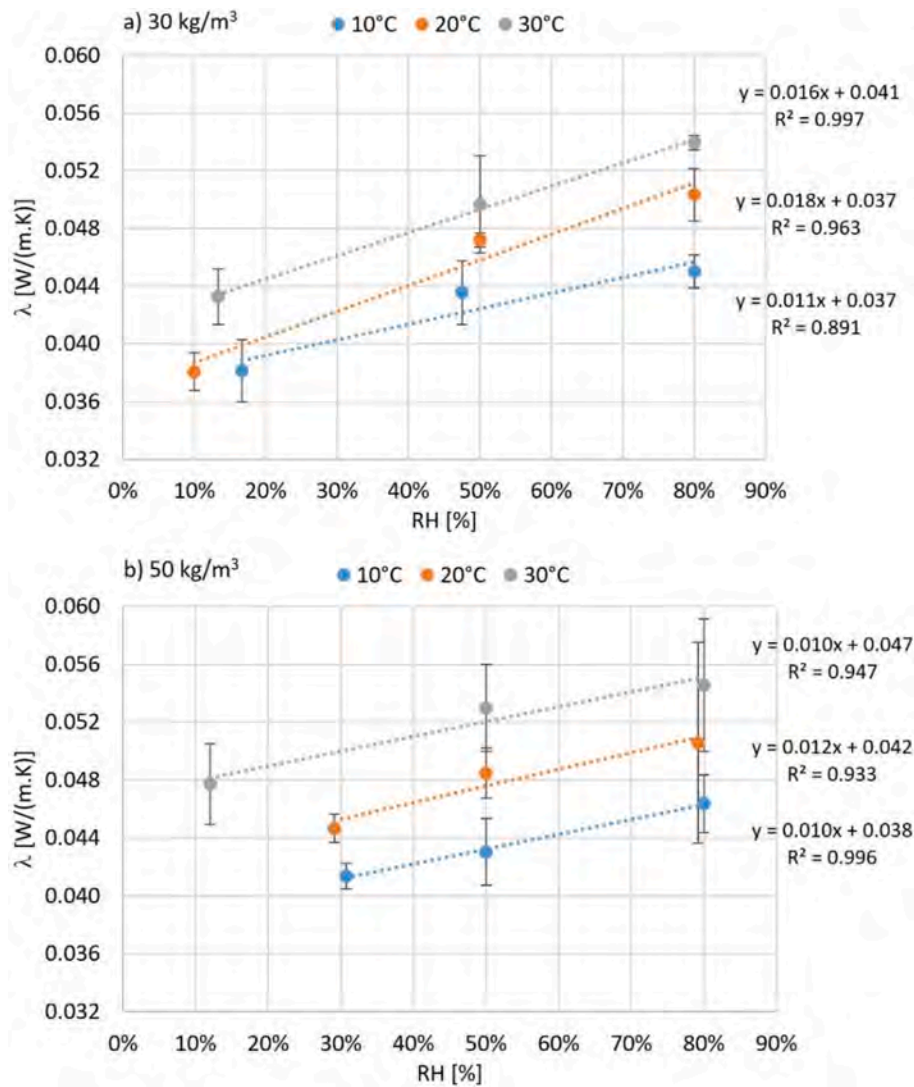 a) 30 kg/m³
10°C 20°C 30°C
0.060
0.056
0.052
0.048
0.044
0.040
0.036
0.032
λ [W/(m.K)]
y = 0.016x + 0.041
R² = 0.997
y = 0.018x + 0.037
R² = 0.963
y = 0.011x + 0.037
R² = 0.891
0% 10% 20% 30% 40% 50% 60% 70% 80% 90%
RH [%]
b) 50 kg/m³
10°C 20°C 30°C
0.060
0.056
0.052
0.048
0.044
0.040
0.036
0.032
λ [W/(m.K)]
y = 0.010x + 0.047
R² = 0.947
y = 0.012x + 0.042
R² = 0.933
y = 0.010x + 0.038
R² = 0.996
0% 10% 20% 30% 40% 50% 60% 70% 80% 90%
RH [%]